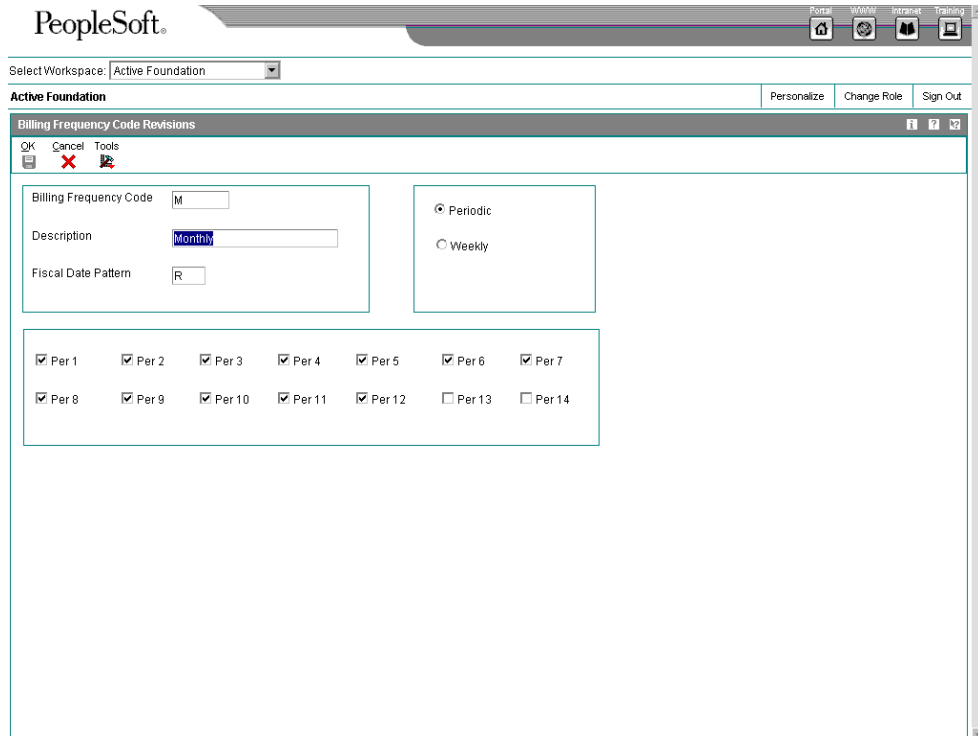 PeopleSoft.
Portal WWW Intranet Training
Select Workspace: Active Foundation
Active Foundation
Personalize Change Role Sign Out
Billing Frequency Code Revisions
i ? ?
OK Cancel Tools
Billing Frequency Code M
Description Monthly
Fiscal Date Pattern R
Periodic
Weekly
Per 1 Per 2 Per 3 Per 4 Per 5 Per 6 Per 7
Per 8 Per 9 Per 10 Per 11 Per 12 Per 13 Per 14